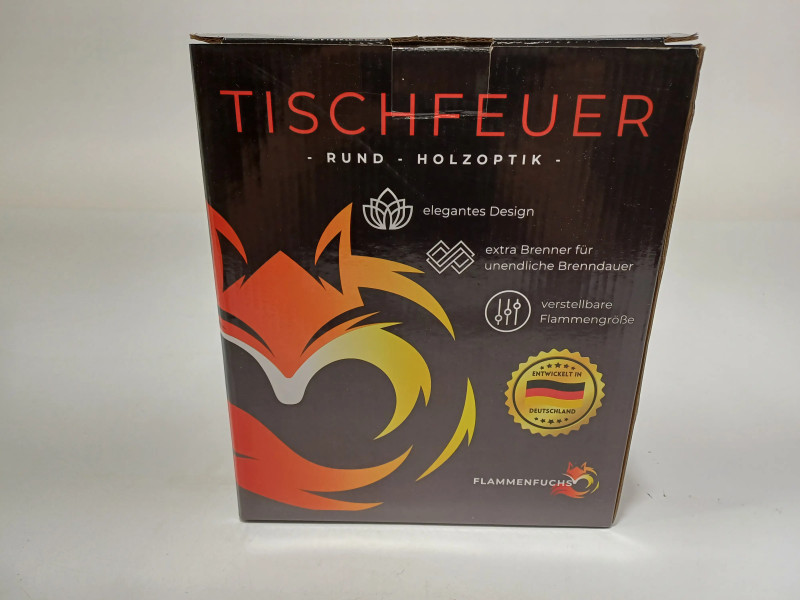 TISCHFEUER
- RUND - HOLZOPTIK -
elegantes Design
extra Brenner für
unendliche Brenndauer
verstellbare
Flammengröße
ENTWICKELT IN
DEUTSCHLAND
FLAMMENFUCHS